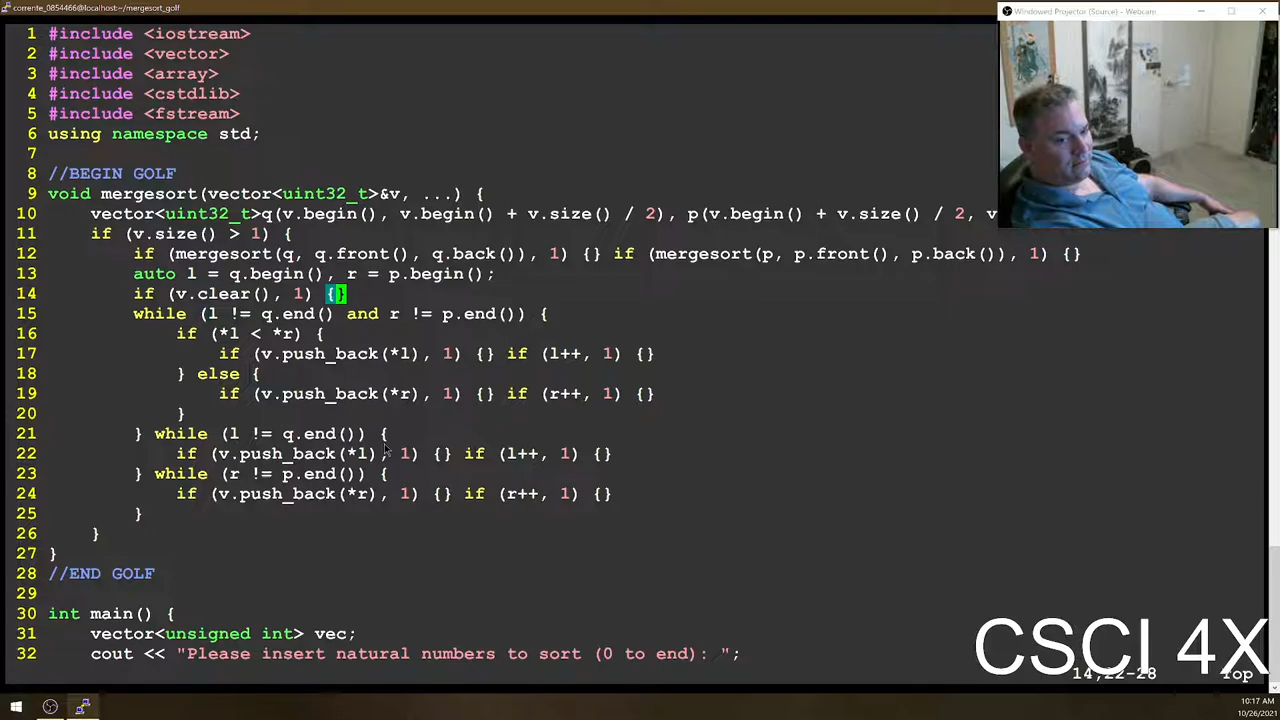 corrente_0854466@localhost:~/mergesort_golf
Windowed Projector (Source) - Webcam
1 #include <iostream>
2 #include <vector>
3 #include <array>
4 #include <cstdlib>
5 #include <fstream>
6 using namespace std;
7
8 //BEGIN GOLF
9 void mergesort(vector<uint32_t>&v, ...) {
10 vector<uint32_t>q(v.begin(), v.begin() + v.size() / 2), p(v.begin() + v.size() / 2, v
11 if (v.size() > 1) {
12 if (mergesort(q, q.front(), q.back()), 1) {} if (mergesort(p, p.front(), p.back()), 1) {}
13 auto l = q.begin(), r = p.begin();
14 if (v.clear(), 1) {}
15 while (l != q.end() and r != p.end()) {
16 if (*l < *r) {
17 if (v.push_back(*l), 1) {} if (l++, 1) {}
18 } else {
19 if (v.push_back(*r), 1) {} if (r++, 1) {}
20 }
21 } while (l != q.end()) {
22 if (v.push_back(*l), 1) {} if (l++, 1) {}
23 } while (r != p.end()) {
24 if (v.push_back(*r), 1) {} if (r++, 1) {}
25 }
26 }
27 }
28 //END GOLF
29
30 int main() {
31 vector<unsigned int> vec;
32 cout << "Please insert natural numbers to sort (0 to end): ";
CSCI 4X
14,22-28 Top
10:17 AM
10/26/2021